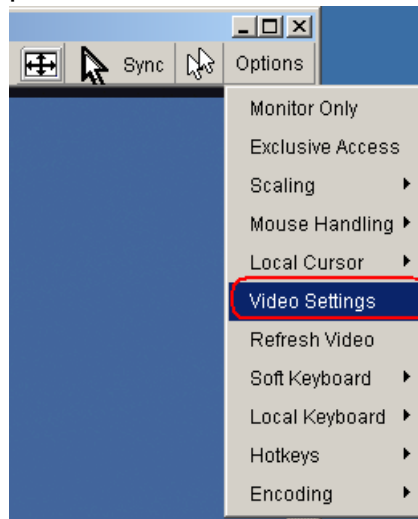 Sync Options
Monitor Only
Exclusive Access
Scaling
Mouse Handling
Local Cursor
Video Settings
Refresh Video
Soft Keyboard
Local Keyboard
Hotkeys
Encoding